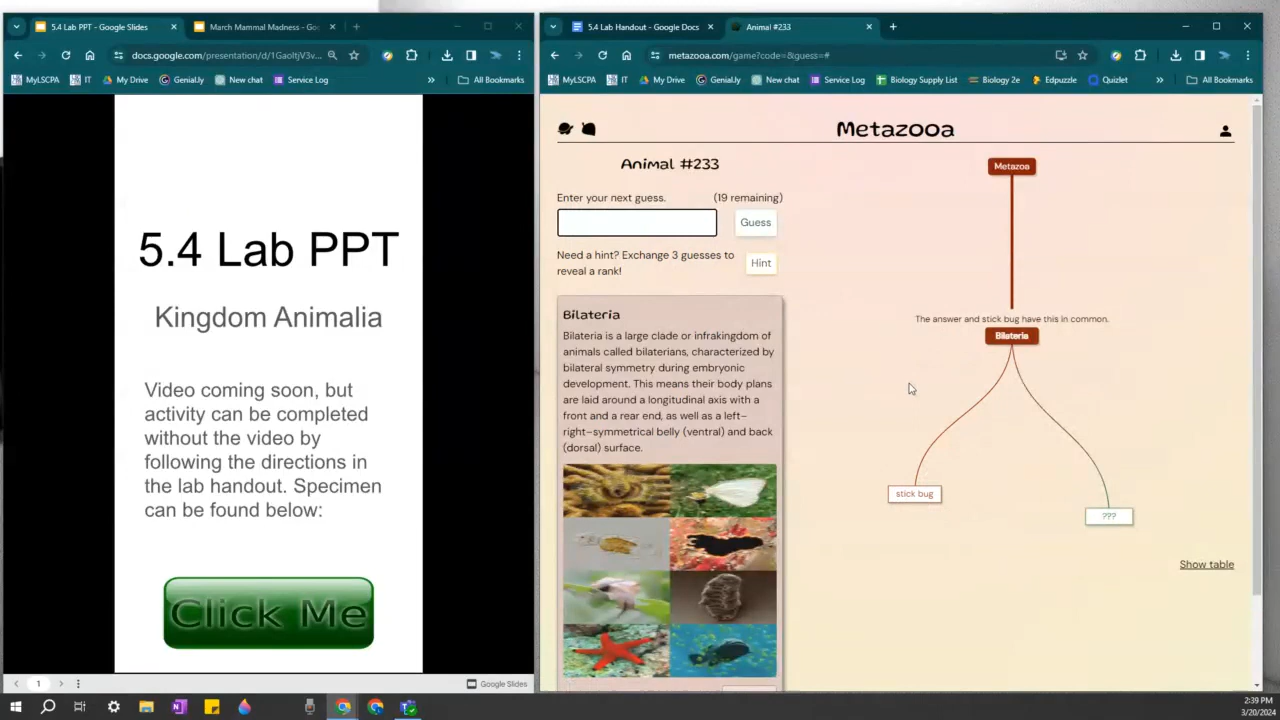 5.4 Lab PPT - Google Slides
March Mammal Madness - Go
docs.google.com/presentation/d/1GaoltjV3v...
MyLSCPA
IT
My Drive
Genial.ly
New chat
Service Log
»
All Bookmarks
5.4 Lab PPT
Kingdom Animalia
Video coming soon, but
activity can be completed
without the video by
following the directions in
the lab handout. Specimen
can be found below:
Click Me
1
Google Slides
5.4 Lab Handout - Google Docs
Animal #233
metazooa.com/game?code=&guess=#
MyLSCPA
IT
My Drive
Genial.ly
New chat
Service Log
Biology Supply List
Biology 2e
Edpuzzle
Quizlet
»
All Bookmarks
Metazooa
Animal #233
Enter your next guess. (19 remaining)
Guess
Need a hint? Exchange 3 guesses to
reveal a rank!
Hint
Bilateria
Bilateria is a large clade or infrakingdom of
animals called bilaterians, characterized by
bilateral symmetry during embryonic
development. This means their body plans
are laid around a longitudinal axis with a
front and a rear end, as well as a left–
right–symmetrical belly (ventral) and back
(dorsal) surface.
Metazoa
The answer and stick bug have this in common.
Bilateria
stick bug
???
Show table
2:39 PM
3/20/2024